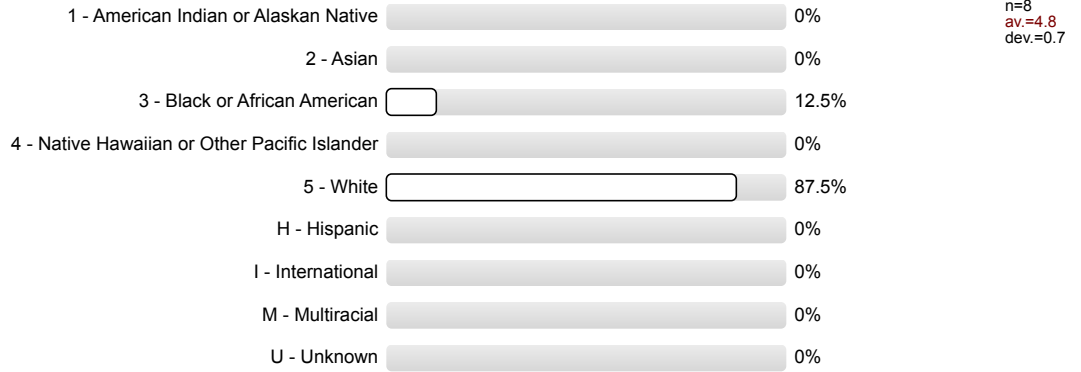 1 - American Indian or Alaskan Native 0%
2 - Asian 0%
3 - Black or African American 12.5%
4 - Native Hawaiian or Other Pacific Islander 0%
5 - White 87.5%
H - Hispanic 0%
I - International 0%
M - Multiracial 0%
U - Unknown 0%
n=8
av.=4.8
dev.=0.7